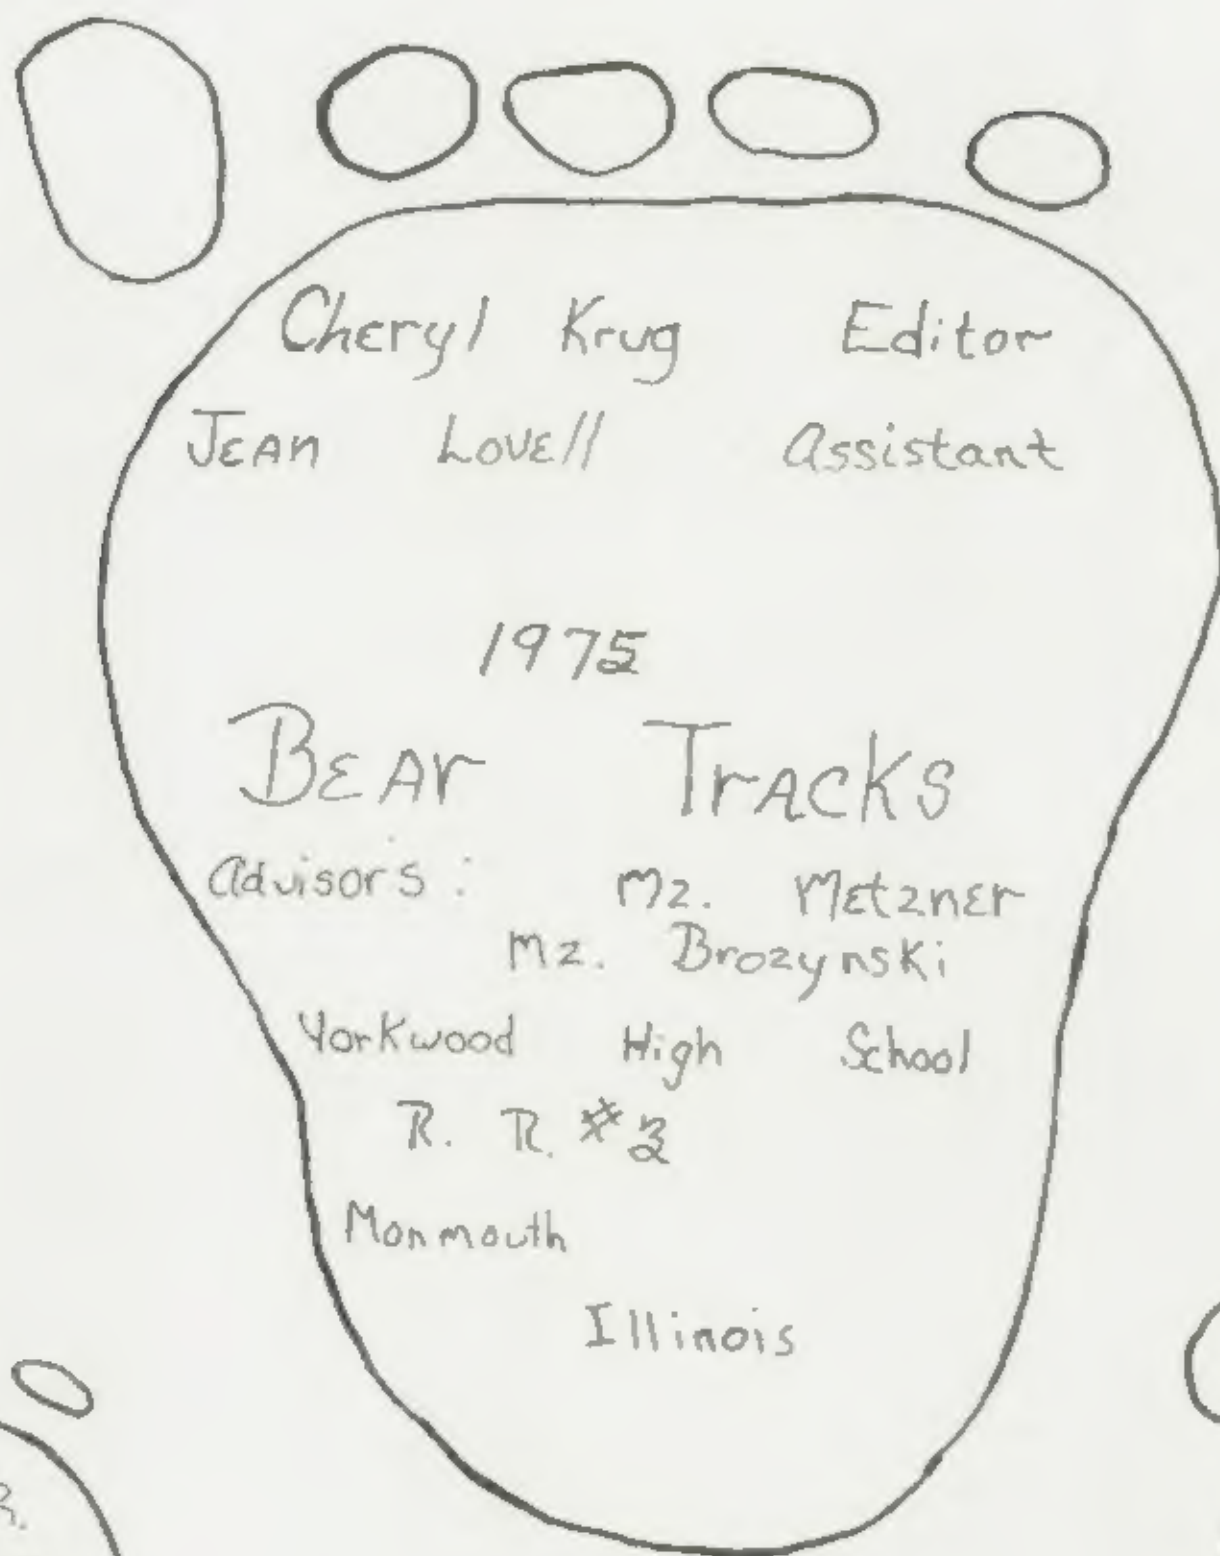 Cheryl Krug Editor
Jean Lovell Assistant
1975
Bear Tracks
Advisors: Mz. Metzner
Mz. Brozynski
Yorkwood High School
R. R. #3
Monmouth
Illinois
R.